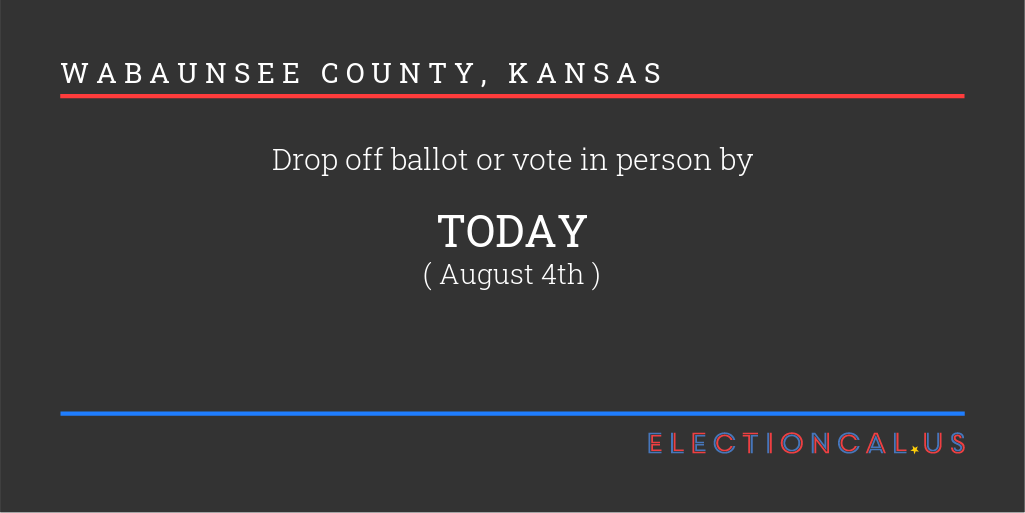 WABAUNSEE COUNTY, KANSAS
Drop off ballot or vote in person by
TODAY
( August 4th )
ELECTIONCAL.US